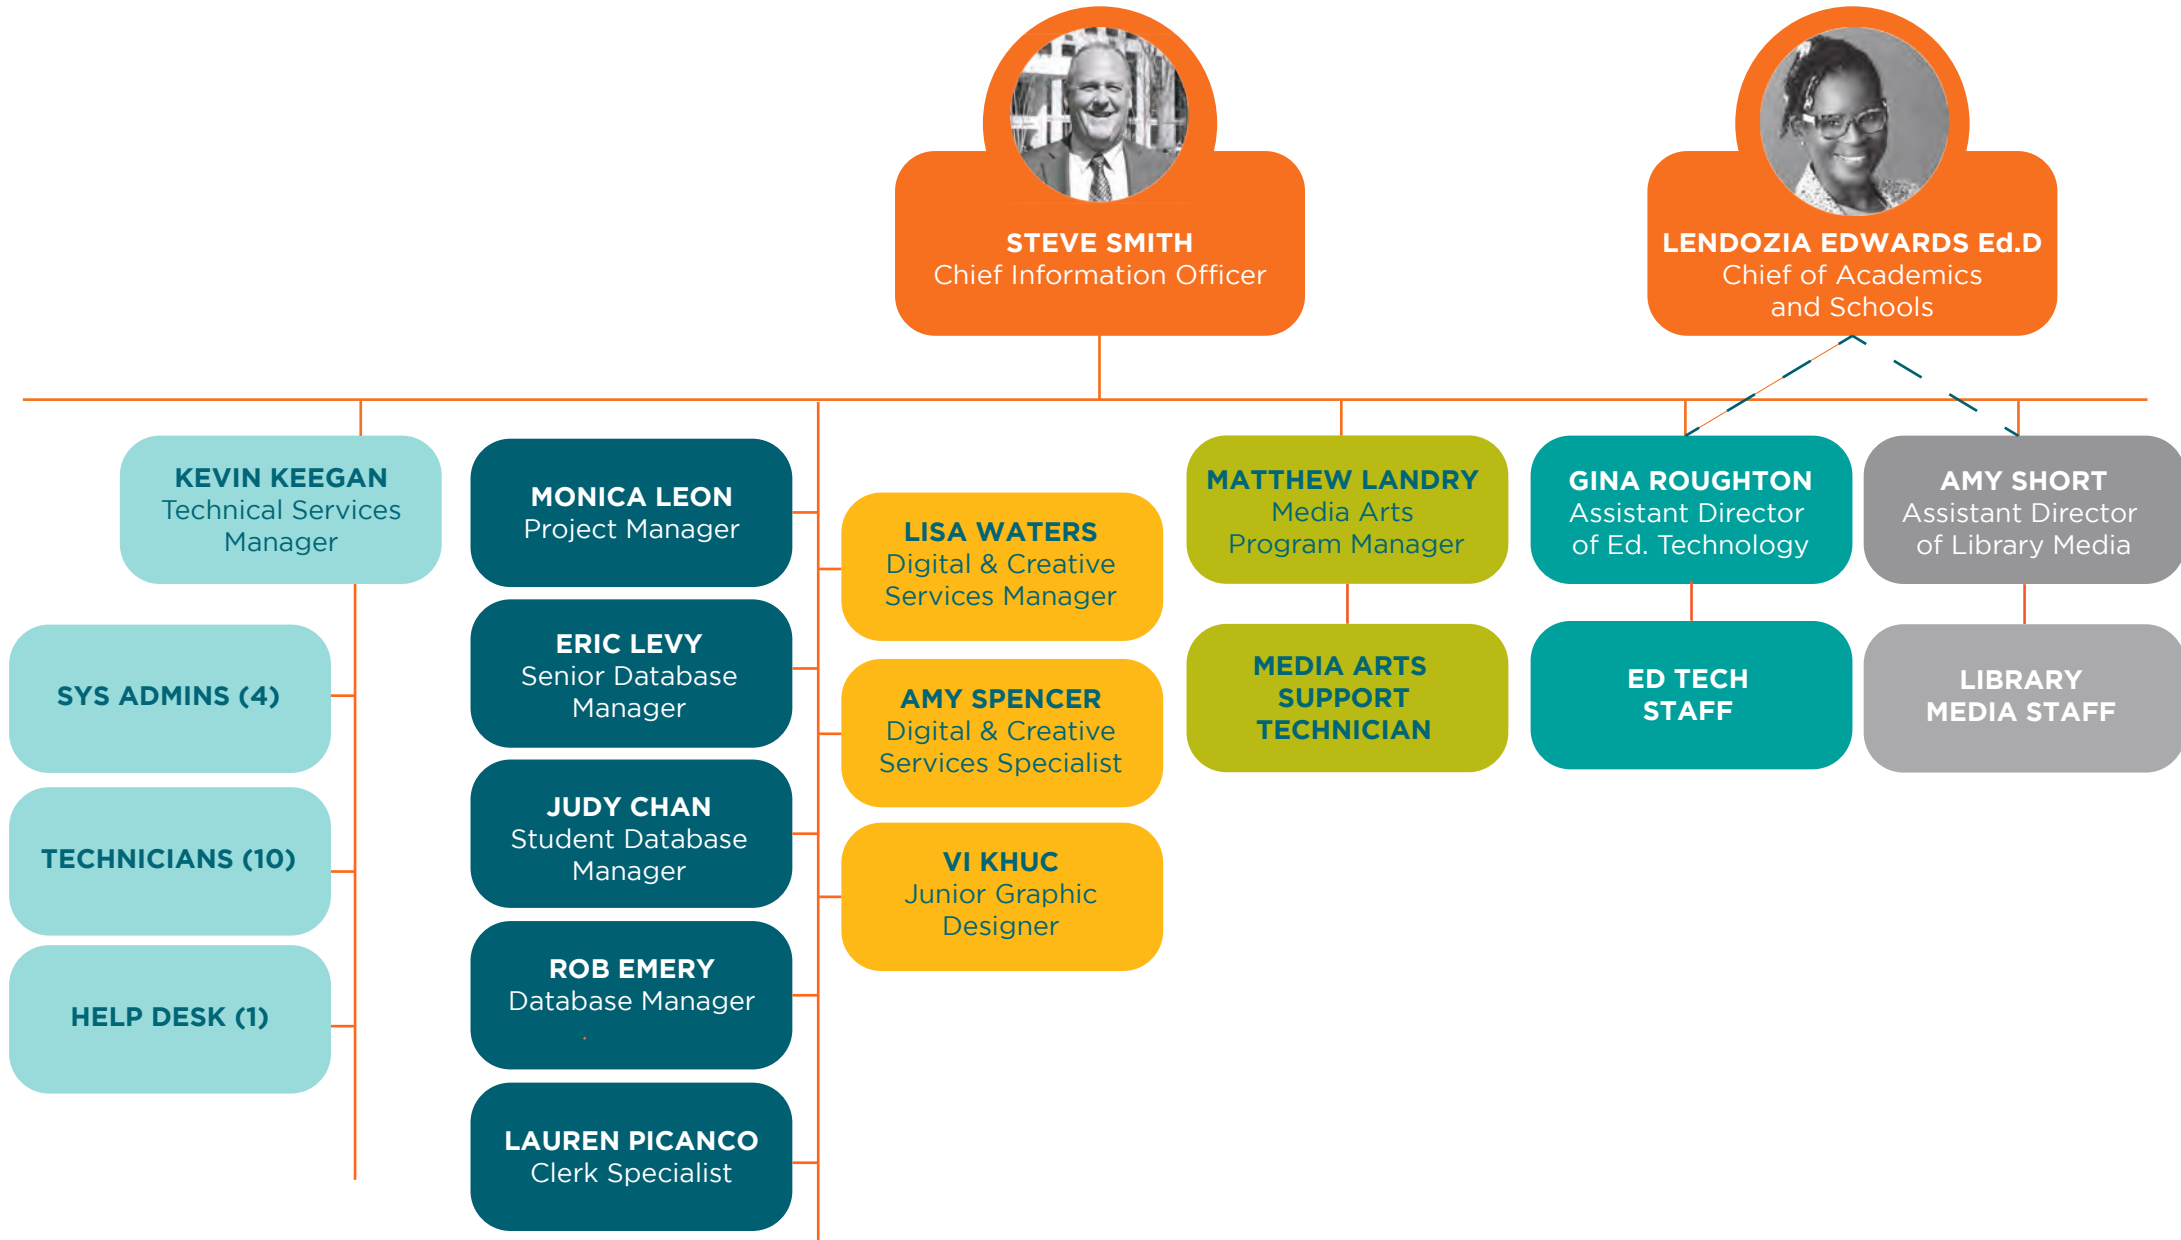 STEVE SMITH
Chief Information Officer
LENDOZIA EDWARDS Ed.D
Chief of Academics
and Schools
KEVIN KEEGAN
Technical Services
Manager
SYS ADMINS (4)
TECHNICIANS (10)
HELP DESK (1)
MONICA LEON
Project Manager
ERIC LEVY
Senior Database
Manager
JUDY CHAN
Student Database
Manager
ROB EMERY
Database Manager
LAUREN PICANCO
Clerk Specialist
LISA WATERS
Digital & Creative
Services Manager
AMY SPENCER
Digital & Creative
Services Specialist
VI KHUC
Junior Graphic
Designer
MATTHEW LANDRY
Media Arts
Program Manager
MEDIA ARTS
SUPPORT
TECHNICIAN
GINA ROUGHTON
Assistant Director
of Ed. Technology
ED TECH
STAFF
AMY SHORT
Assistant Director
of Library Media
LIBRARY
MEDIA STAFF